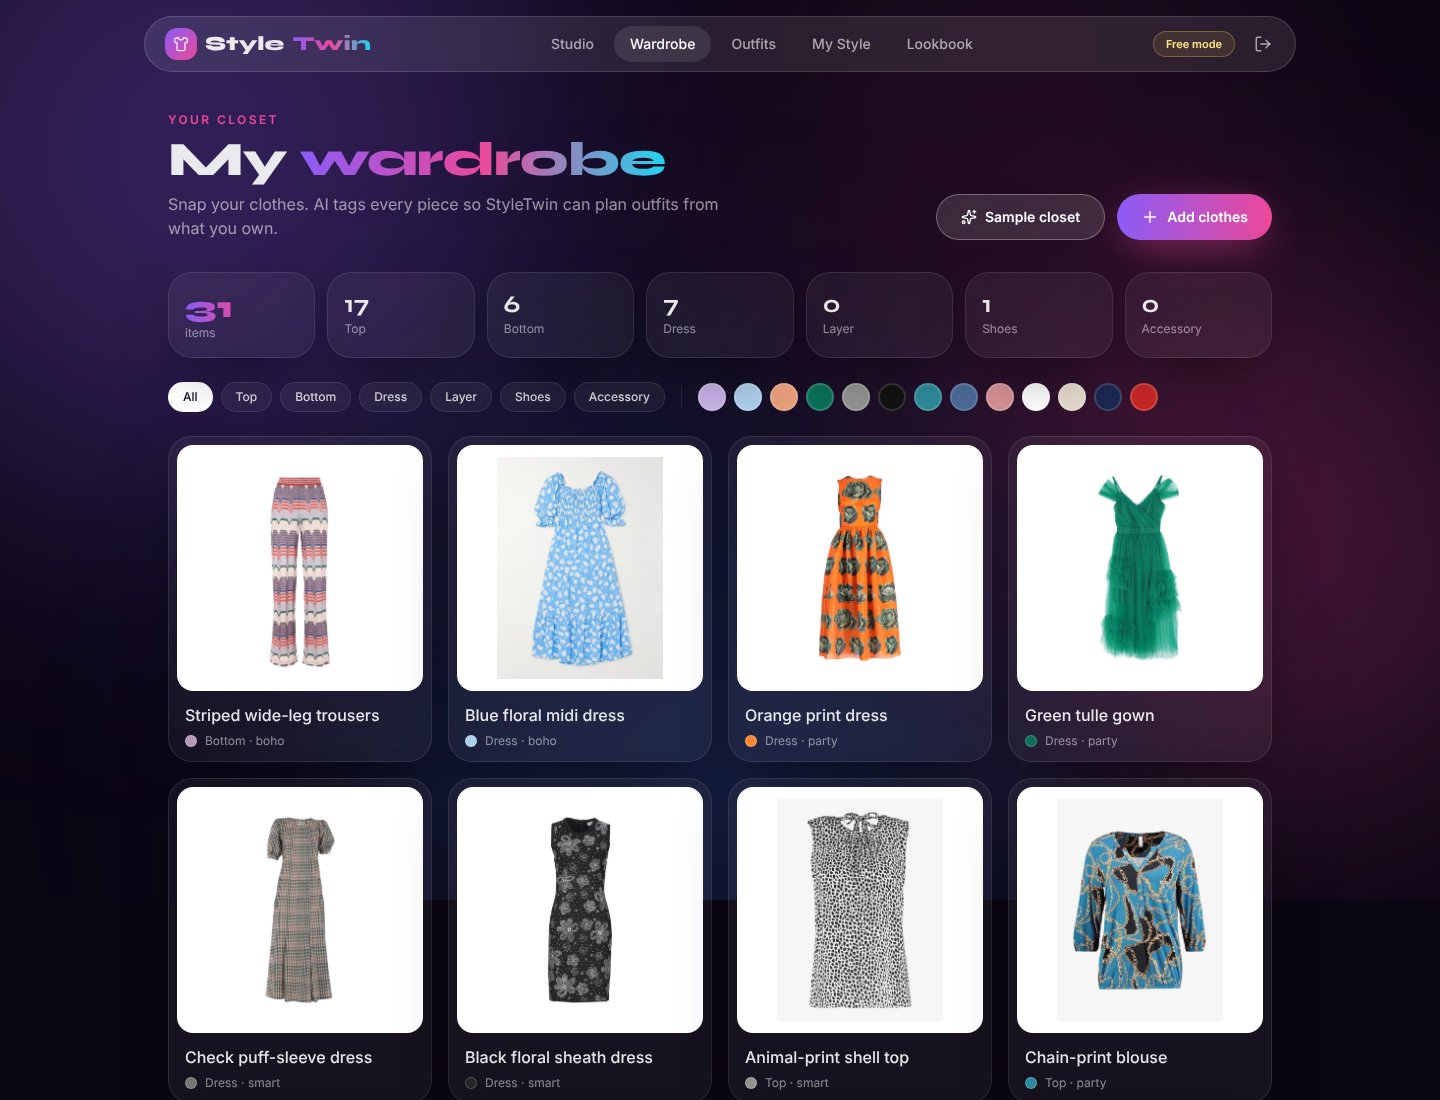 Style Twin
Studio
Wardrobe
Outfits
My Style
Lookbook
Free mode
YOUR CLOSET
My wardrobe
Snap your clothes. AI tags every piece so StyleTwin can plan outfits from
what you own.
Sample closet
Add clothes
31
items
17
Top
6
Bottom
7
Dress
0
Layer
1
Shoes
0
Accessory
All
Top
Bottom
Dress
Layer
Shoes
Accessory
Striped wide-leg trousers
Bottom · boho
Blue floral midi dress
Dress · boho
Orange print dress
Dress · party
Green tulle gown
Dress · party
Check puff-sleeve dress
Dress · smart
Black floral sheath dress
Dress · smart
Animal-print shell top
Top · smart
Chain-print blouse
Top · party